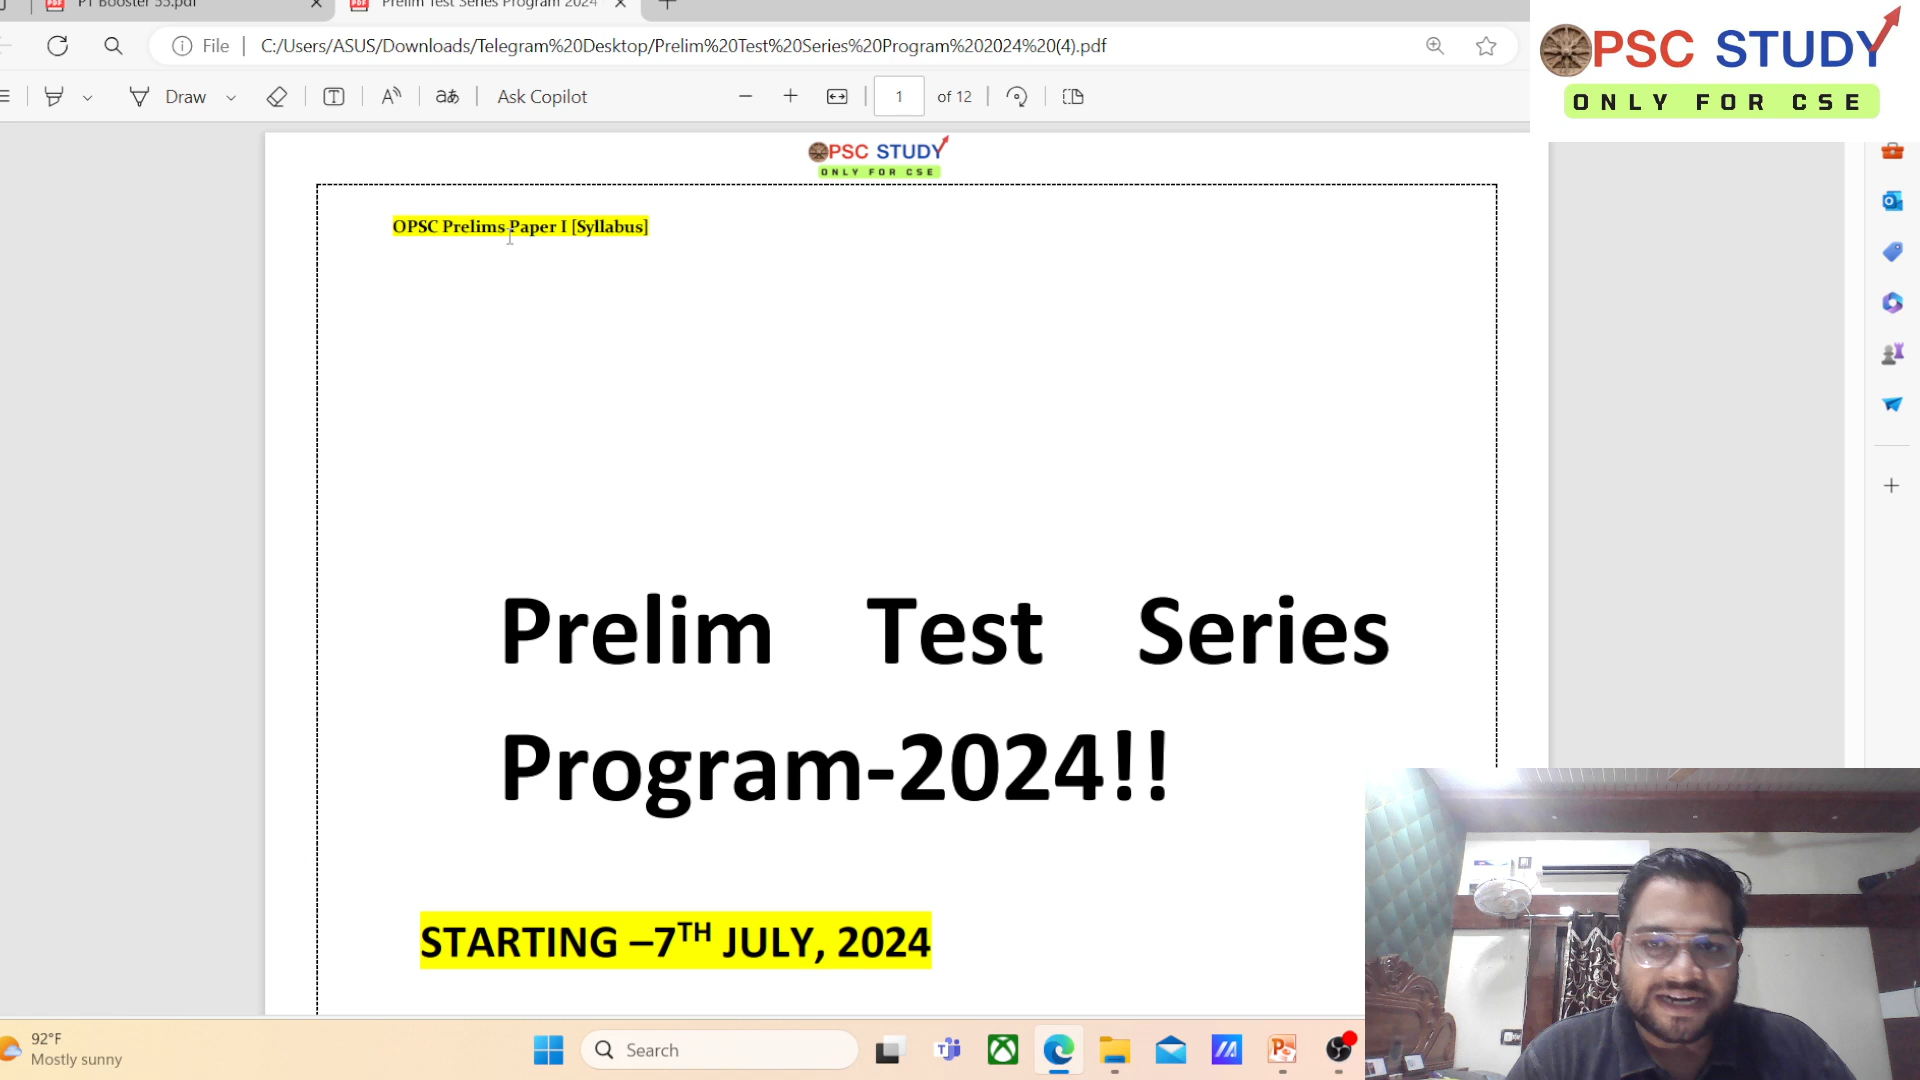 PT Booster 55.pdf
Prelim Test Series Program 2024
File
C:/Users/ASUS/Downloads/Telegram%20Desktop/Prelim%20Test%20Series%20Program%202024%20(4).pdf
PSC STUDY
ONLY FOR CSE
Draw
T
A
aあ
Ask Copilot
1
of 12
PSC STUDY
ONLY FOR CSE
OPSC Prelims Paper I [Syllabus]
Prelim Test Series
Program-2024!!
STARTING –7TH JULY, 2024
92°F
Mostly sunny
Search